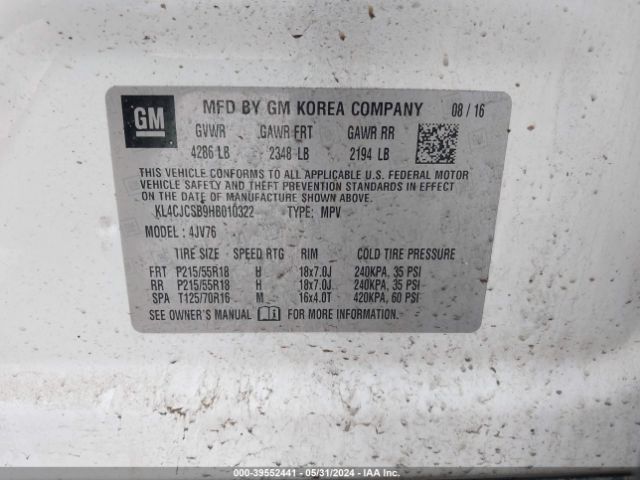 GM MFD BY GM KOREA COMPANY 08 / 16
GVWR GAWR FRT GAWR RR
4286 LB 2348 LB 2194 LB
THIS VEHICLE CONFORMS TO ALL APPLICABLE U.S. FEDERAL MOTOR
VEHICLE SAFETY AND THEFT PREVENTION STANDARDS IN EFFECT
ON THE DATE OF MANUFACTURE SHOWN ABOVE.
KL4CJCSB9HB010322 TYPE: MPV
MODEL : 4JV76
TIRE SIZE SPEED RTG RIM COLD TIRE PRESSURE
FRT P215/55R18 H 18x7.0J 240KPA, 35 PSI
RR P215/55R18 H 18x7.0J 240KPA, 35 PSI
SPA T125/70R16 M 16x4.0T 420KPA, 60 PSI
SEE OWNER'S MANUAL FOR MORE INFORMATION.
000-39552441 - 05/31/2024 - IAA Inc.